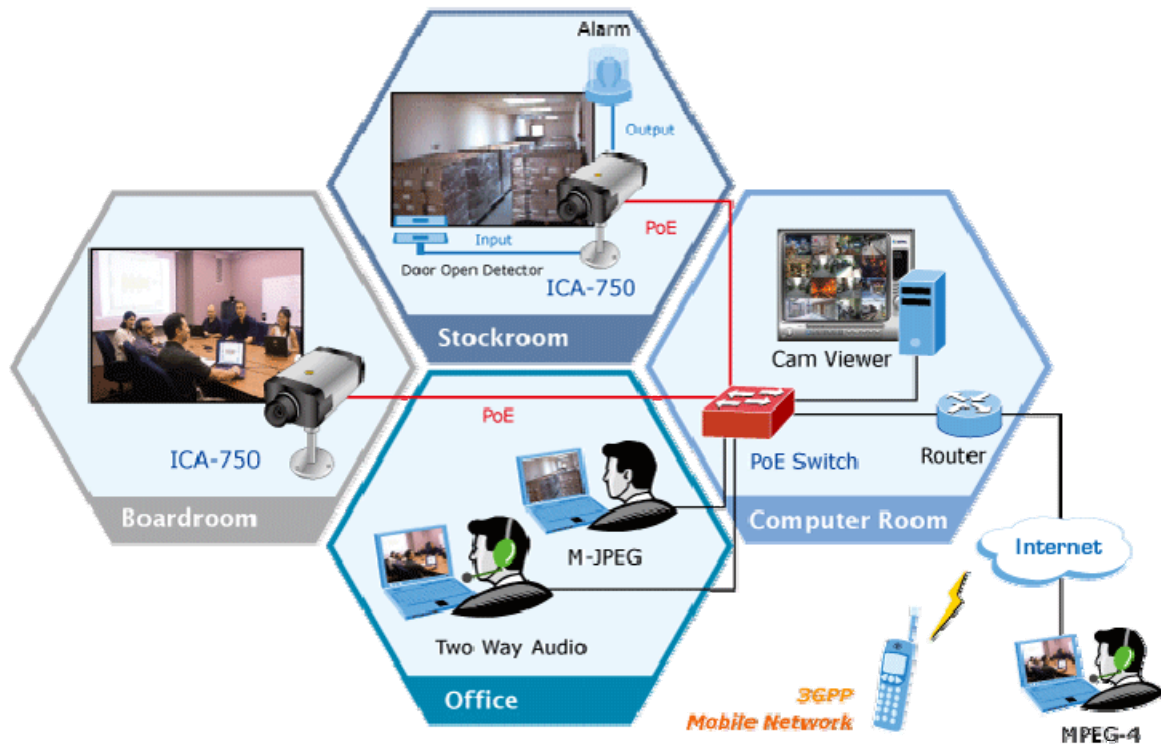 Alarm
Output
PoE
Input
Door Open Detector
ICA-750
Stockroom
ICA-750
Boardroom
PoE
Cam Viewer
PoE Switch
Router
Computer Room
M-JPEG
Two Way Audio
Office
Internet
3GPP
Mobile Network
MPEG-4